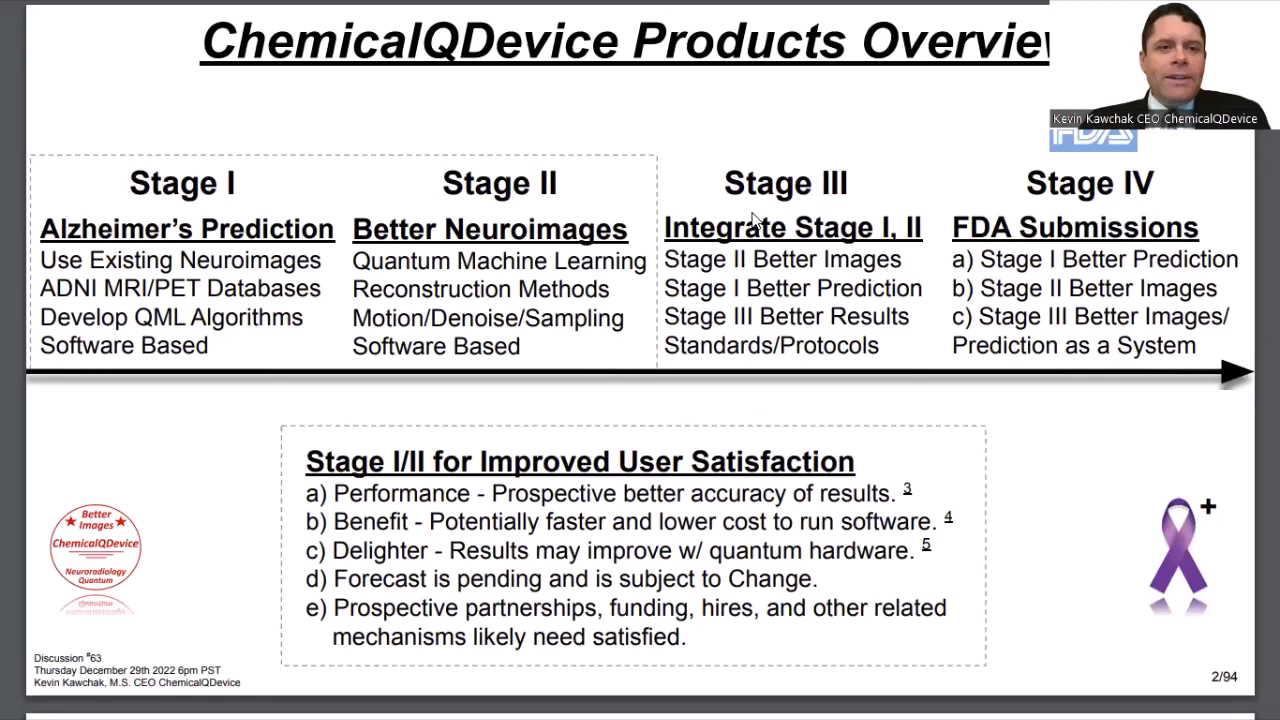 ChemicalQDevice Products Overview
Kevin Kawchak CEO ChemicalQDevice
FDA
Stage I
Alzheimer's Prediction
Use Existing Neuroimages
ADNI MRI/PET Databases
Develop QML Algorithms
Software Based
Stage II
Better Neuroimages
Quantum Machine Learning
Reconstruction Methods
Motion/Denoise/Sampling
Software Based
Stage III
Integrate Stage I, II
Stage II Better Images
Stage I Better Prediction
Stage III Better Results
Standards/Protocols
Stage IV
FDA Submissions
a) Stage I Better Prediction
b) Stage II Better Images
c) Stage III Better Images/
Prediction as a System
Stage I/II for Improved User Satisfaction
a) Performance - Prospective better accuracy of results. 3
b) Benefit - Potentially faster and lower cost to run software. 4
c) Delighter - Results may improve w/ quantum hardware. 5
d) Forecast is pending and is subject to Change.
e) Prospective partnerships, funding, hires, and other related
mechanisms likely need satisfied.
Better
Images
ChemicalQDevice
Neuroradiology
Quantum
+
Discussion #63
Thursday December 29th 2022 6pm PST
Kevin Kawchak, M.S. CEO ChemicalQDevice
2/94